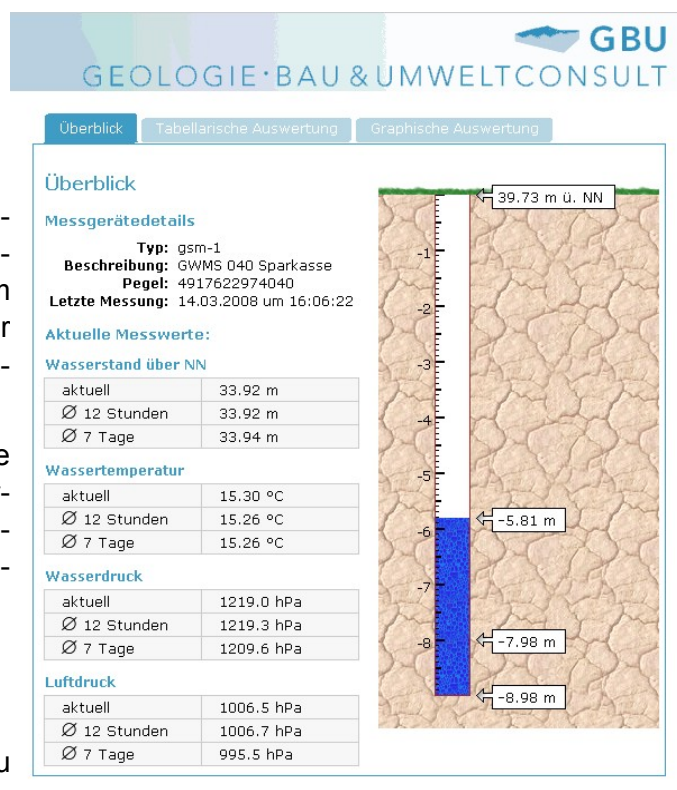 GBU
GEOLOGIE·BAU & UMWELTCONSULT
Überblick Tabellarische Auswertung Graphische Auswertung
Überblick
Messgerätedetails
Typ: gsm-1
Beschreibung: GWMS 040 Sparkasse
Pegel: 4917622974040
Letzte Messung: 14.03.2008 um 16:06:22
Aktuelle Messwerte:
Wasserstand über NN
aktuell 33.92 m
Ø 12 Stunden 33.92 m
Ø 7 Tage 33.94 m
Wassertemperatur
aktuell 15.30 ºC
Ø 12 Stunden 15.26 ºC
Ø 7 Tage 15.26 ºC
Wasserdruck
aktuell 1219.0 hPa
Ø 12 Stunden 1219.3 hPa
Ø 7 Tage 1209.6 hPa
Luftdruck
aktuell 1006.5 hPa
Ø 12 Stunden 1006.7 hPa
Ø 7 Tage 995.5 hPa
39.73 m ü. NN
-1
-2
-3
-4
-5
-5.81 m
-6
-7
-7.98 m
-8
-8.98 m